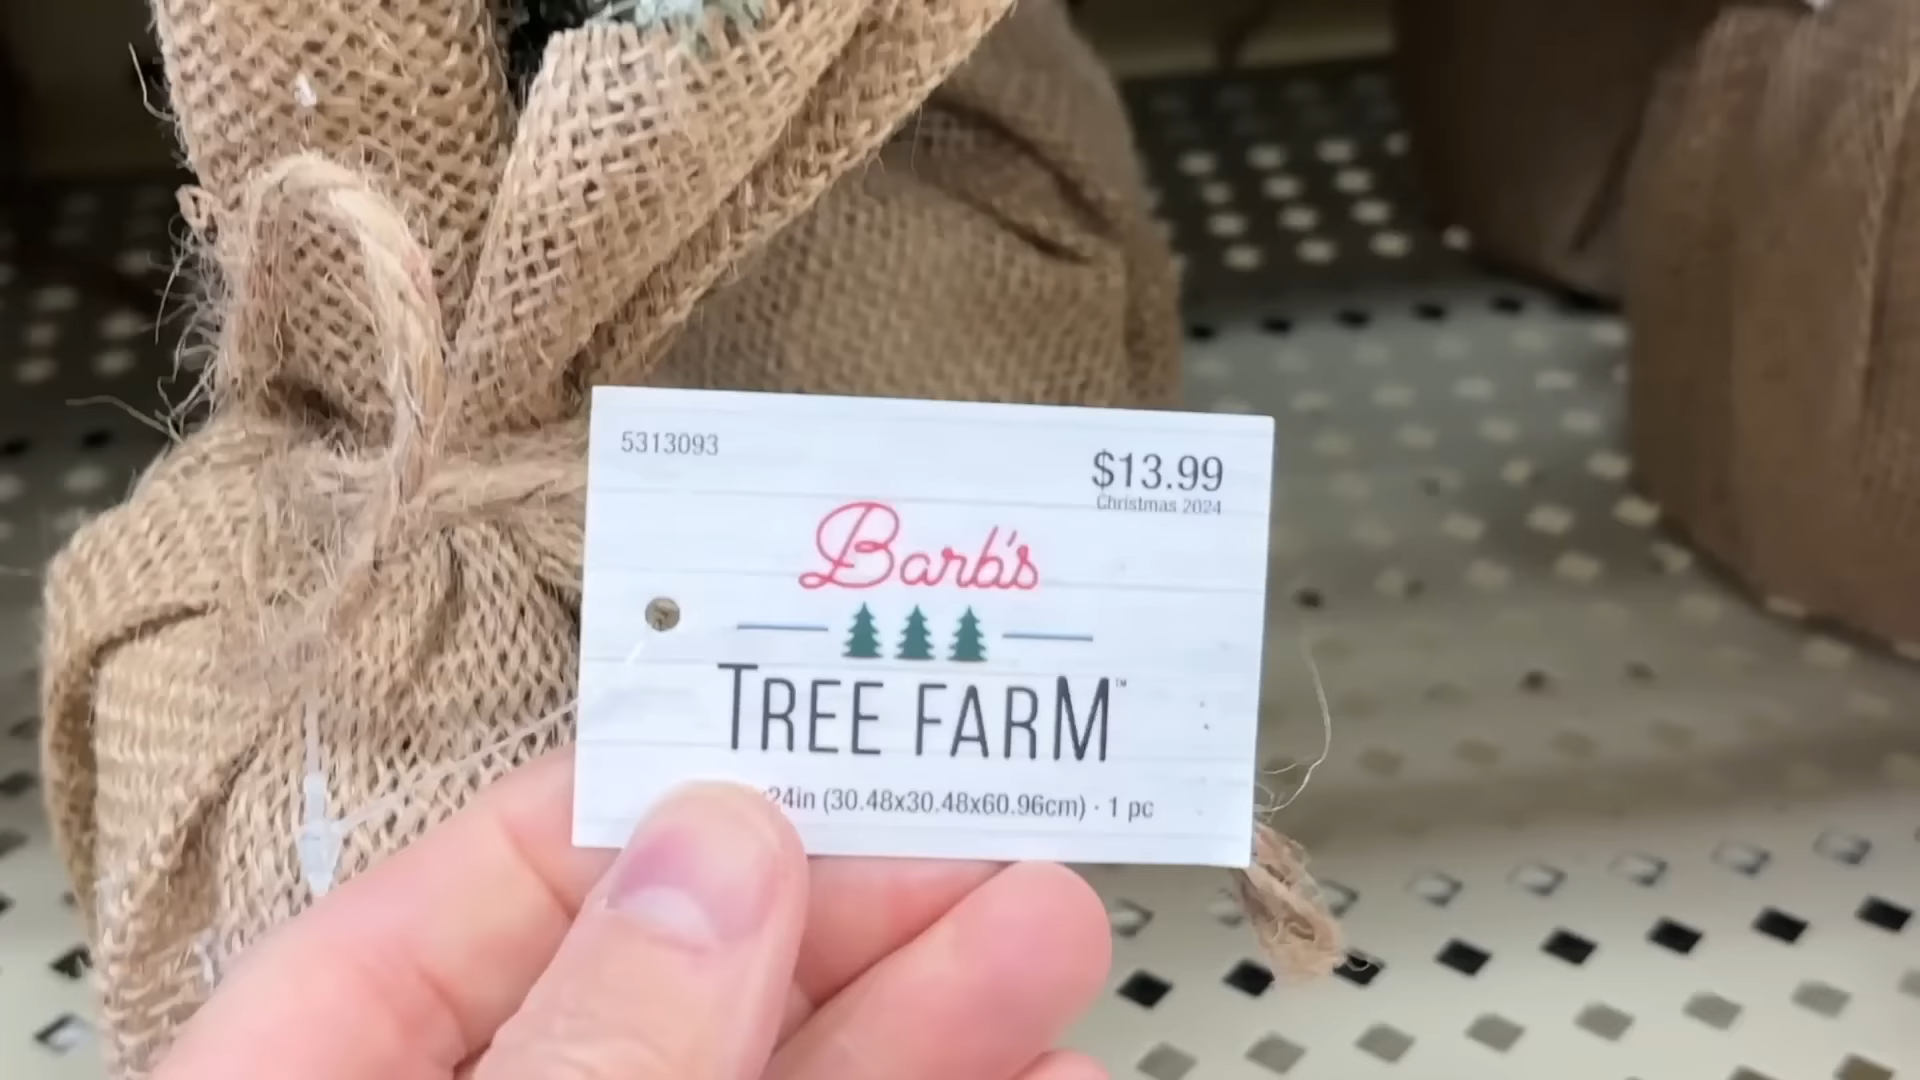 5313093
$13.99
Christmas 2024
Barb's
TREE FARM™
24in (30.48x30.48x60.96cm) · 1 pc